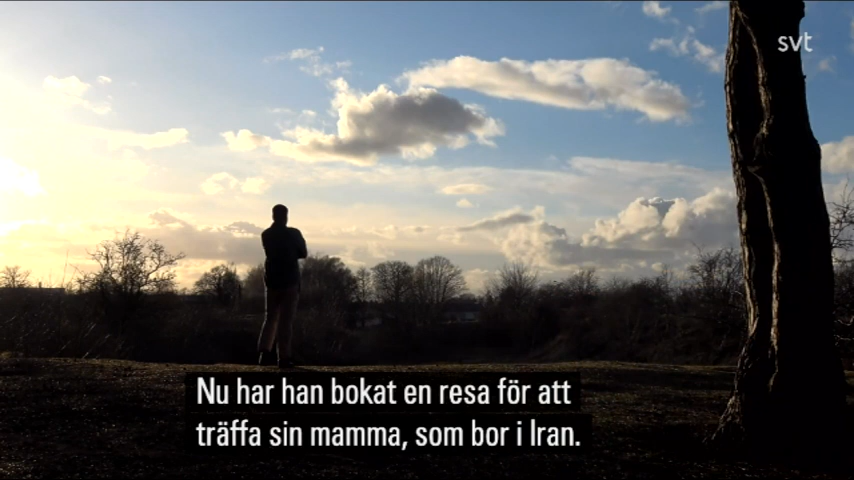 svt
Nu har han bokat en resa för att
träffa sin mamma, som bor i Iran.